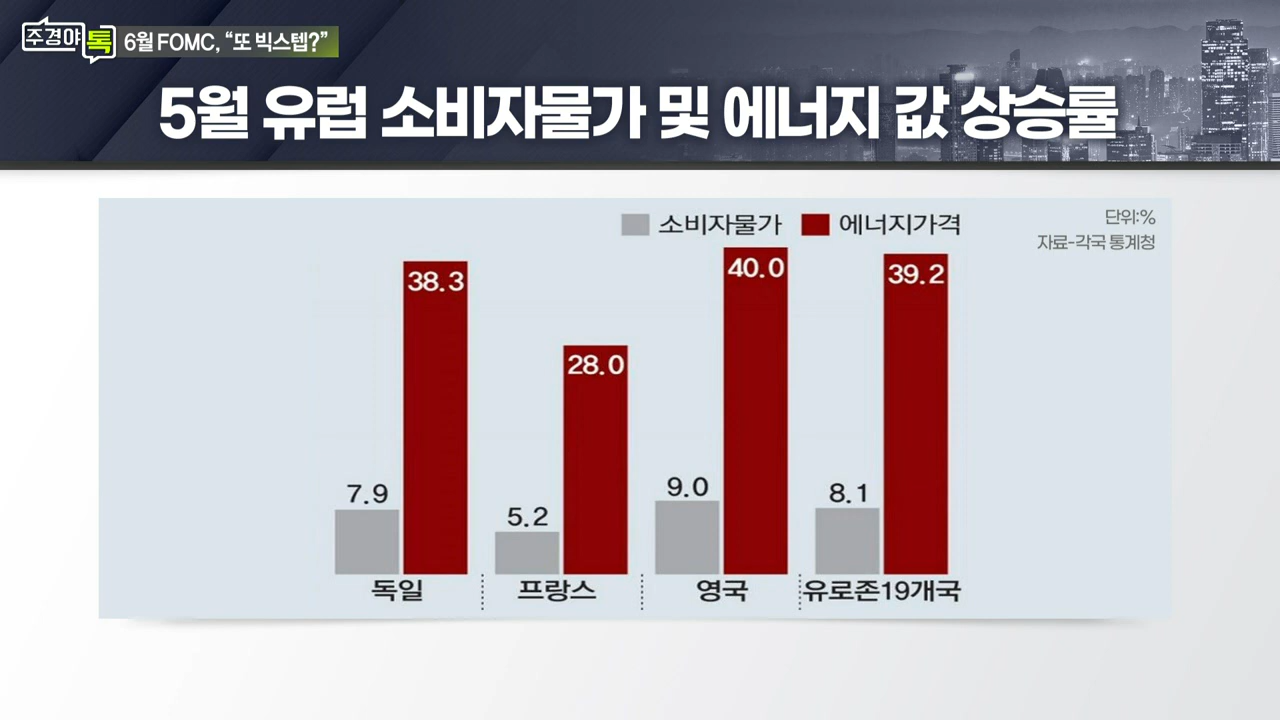 주경야톡 6월 FOMC, “또 빅스텝?”
5월 유럽 소비자물가 및 에너지 값 상승률
소비자물가 에너지가격
단위:%
자료-각국 통계청
7.9 38.3
5.2 28.0
9.0 40.0
8.1 39.2
독일 프랑스 영국 유로존19개국